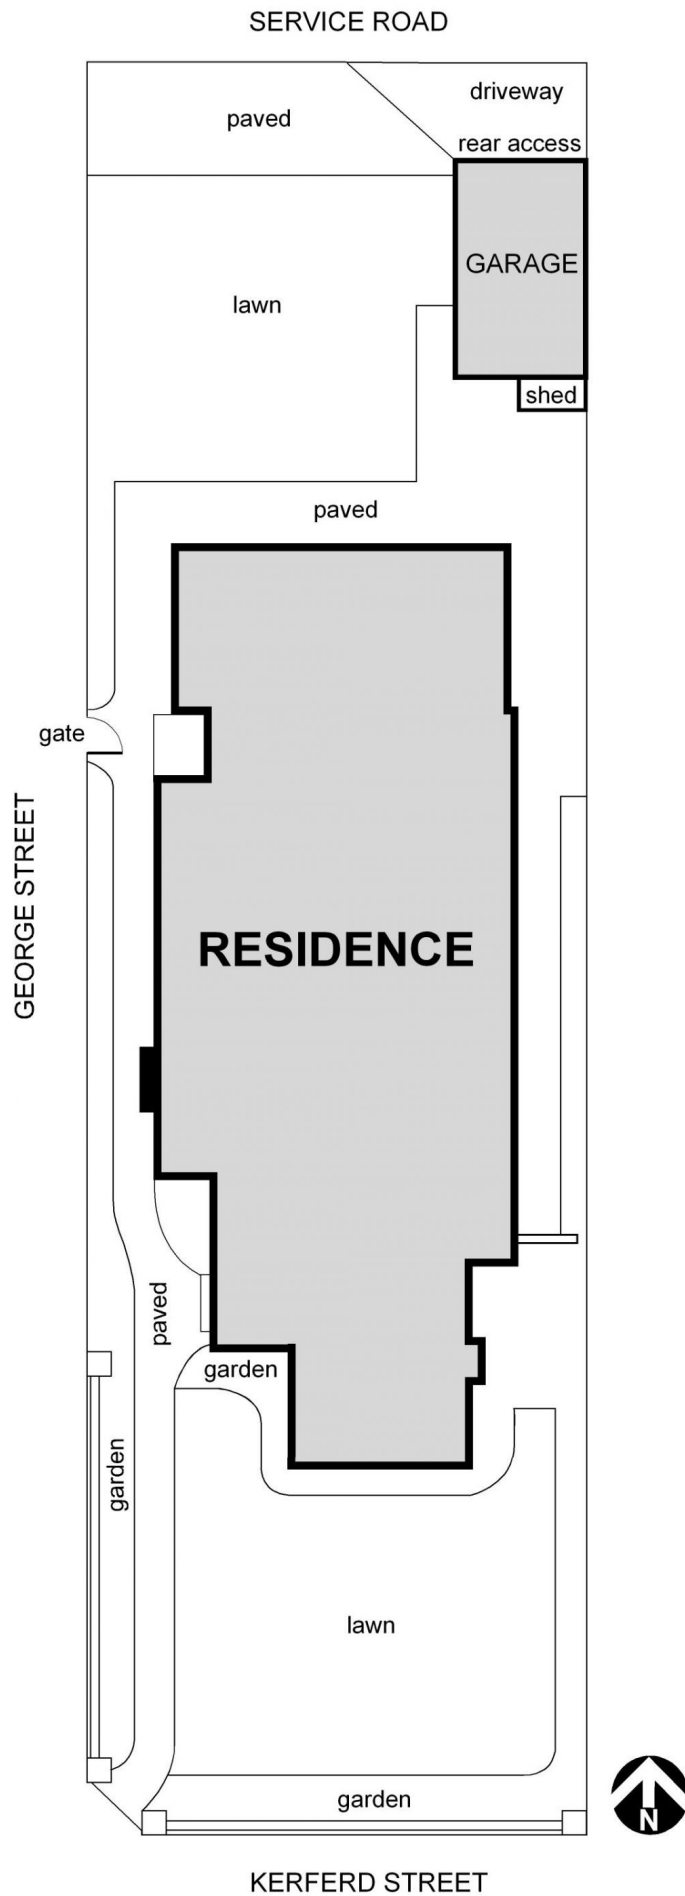 SERVICE ROAD
driveway
paved
rear access
GARAGE
lawn
shed
paved
gate
GEORGE STREET
RESIDENCE
paved
garden
garden
lawn
garden
N
KERFERD STREET